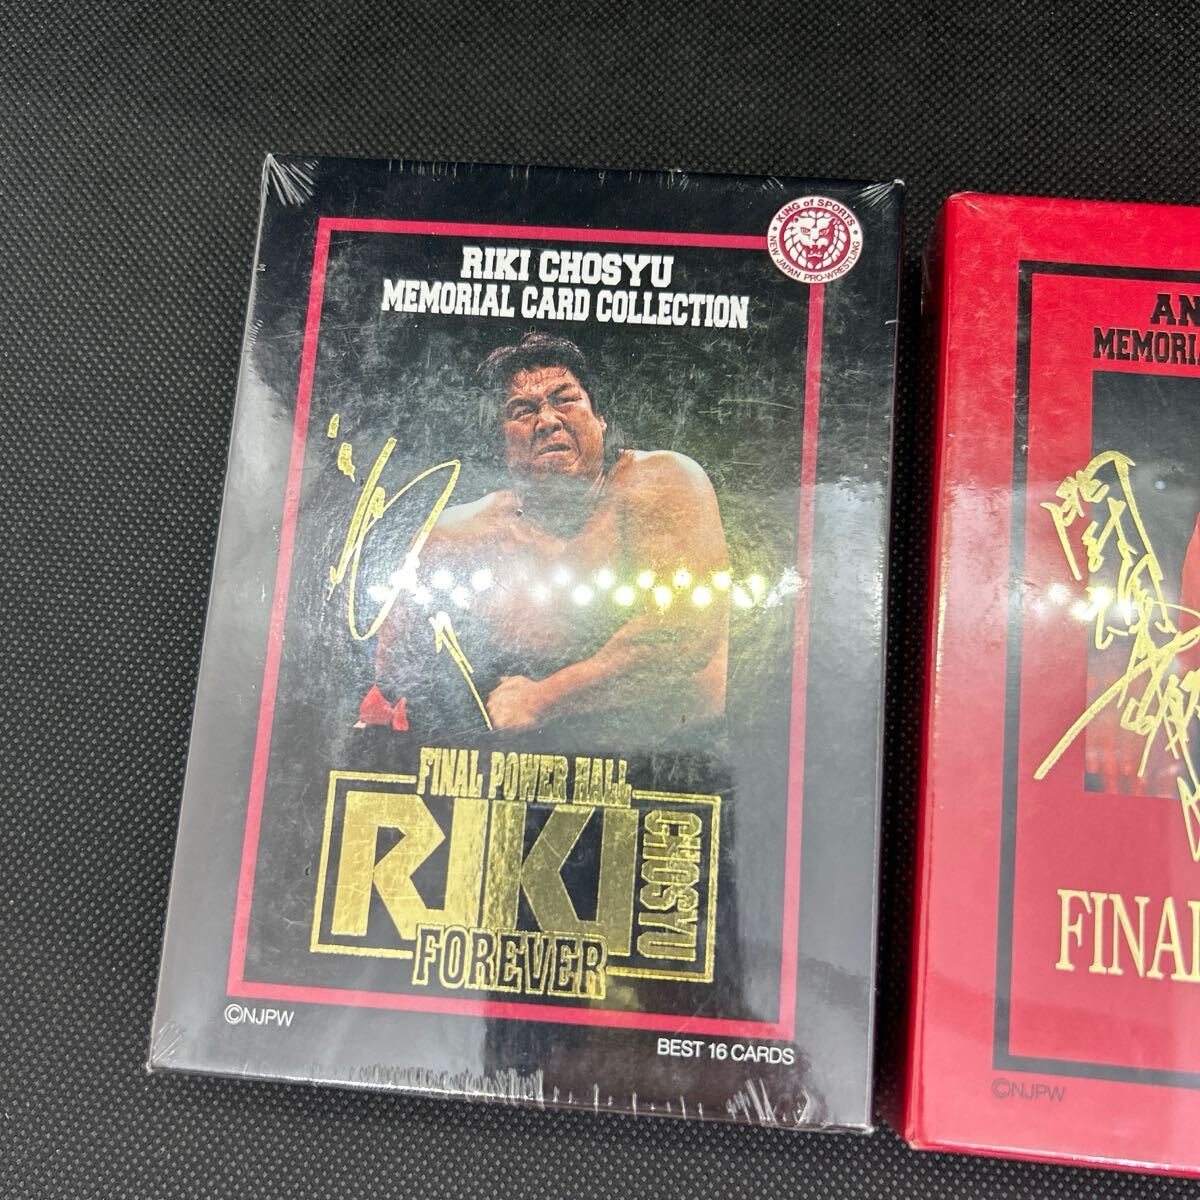 KING of SPORTS
NEW JAPAN PRO-WRESTLING
RIKI CHOSYU
MEMORIAL CARD COLLECTION
FINAL POWER HALL
RIKI
CHOSYU
FOREVER
©NJPW
BEST 16 CARDS
AN
MEMORIA
FINAL
©NJPW